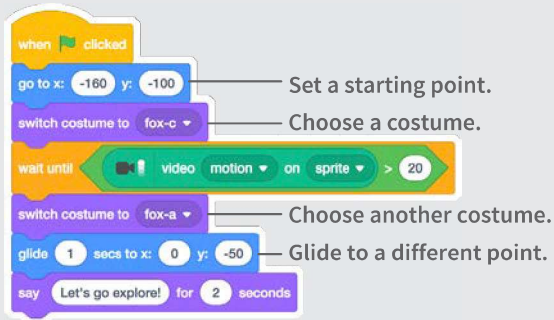 when clicked
go to x: -160 y: -100 Set a starting point.
switch costume to fox-c Choose a costume.
wait until video motion on sprite > 20
switch costume to fox-a Choose another costume.
glide 1 secs to x: 0 y: -50 Glide to a different point.
say Let's go explore! for 2 seconds